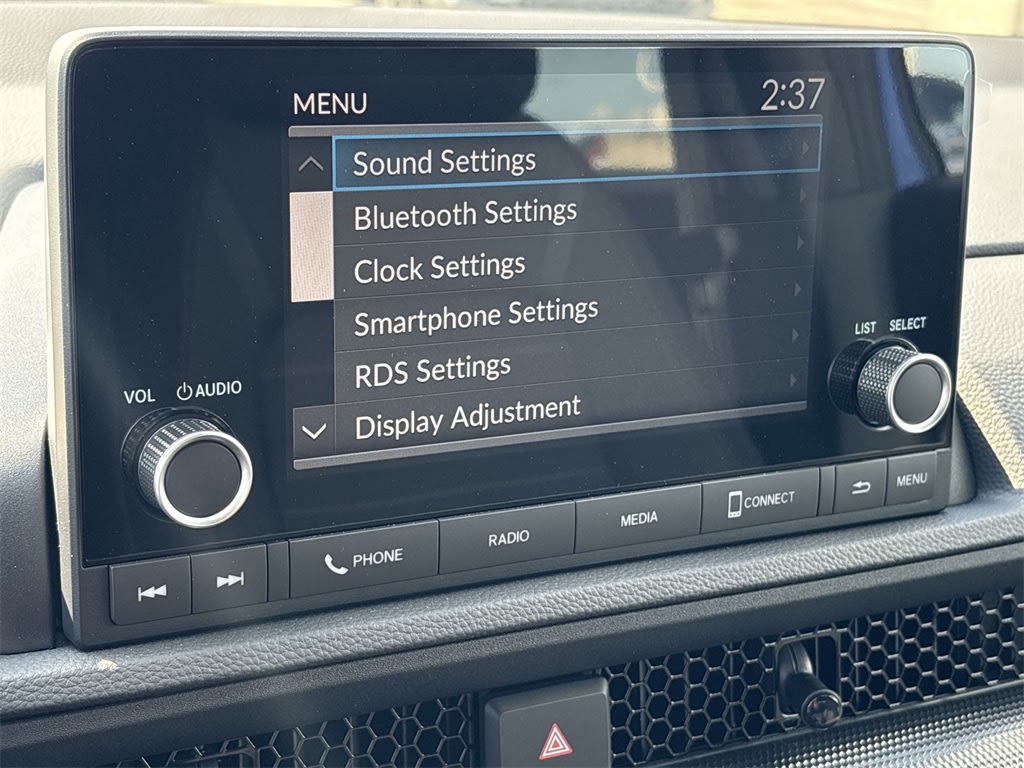 MENU 2:37
Sound Settings
Bluetooth Settings
Clock Settings
Smartphone Settings
RDS Settings
Display Adjustment
LIST SELECT
VOL AUDIO
PHONE RADIO MEDIA CONNECT MENU